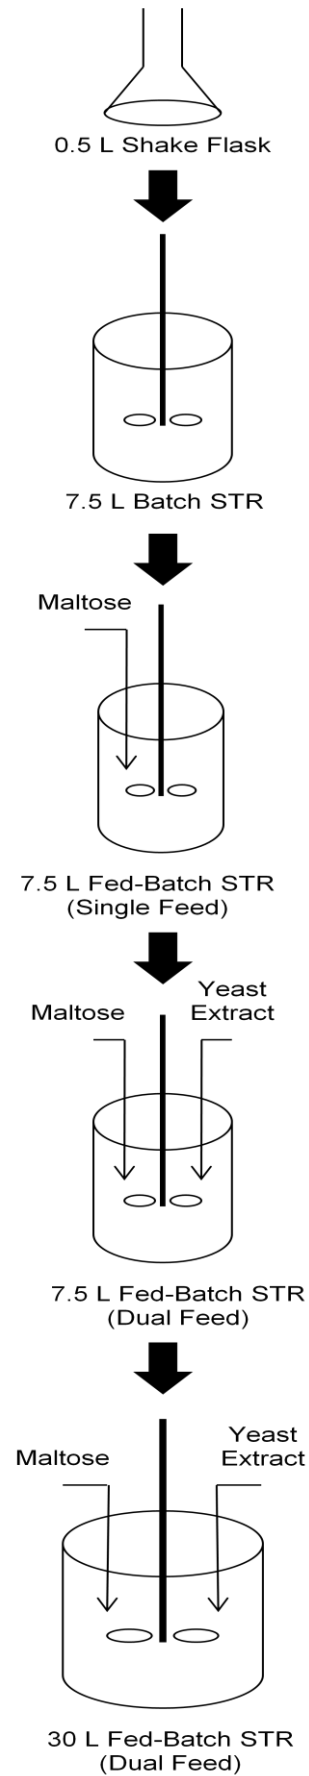 0.5 L Shake Flask
7.5 L Batch STR
Maltose
7.5 L Fed-Batch STR
(Single Feed)
Maltose
Yeast
Extract
7.5 L Fed-Batch STR
(Dual Feed)
Maltose
Yeast
Extract
30 L Fed-Batch STR
(Dual Feed)